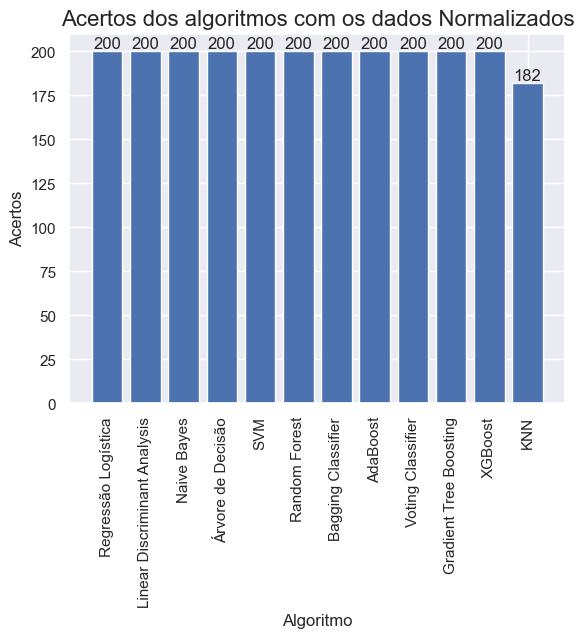 Acertos dos algoritmos com os dados Normalizados
200 200 200 200 200 200 200 200 200 200 200
182
200
175
150
125
100
75
50
25
0
Acertos
Regressão Logística
Linear Discriminant Analysis
Naive Bayes
Árvore de Decisão
SVM
Random Forest
Bagging Classifier
AdaBoost
Voting Classifier
Gradient Tree Boosting
XGBoost
KNN
Algoritmo